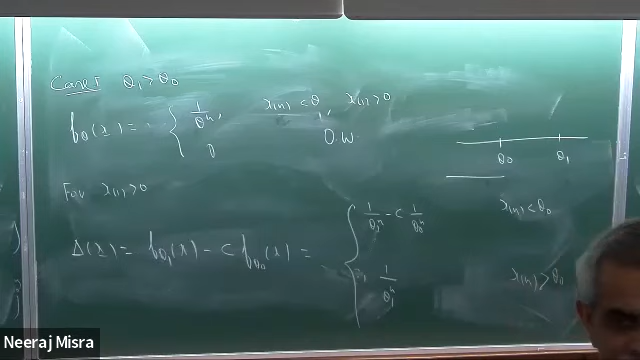 Case I θ₁ > θ₀
f_θ(x) = { 1/θⁿ, x₍ₙ₎ < θ, x₍₁₎ > 0
0 O.W.
θ₀ θ₁
For x₍₁₎ > 0
Δ(x) = f_θ₁(x) − C f_θ₀(x) = { 1/θ₁ⁿ − C 1/θ₀ⁿ x₍ₙ₎ < θ₀
1/θ₁ⁿ x₍ₙ₎ > θ₀
Neeraj Misra